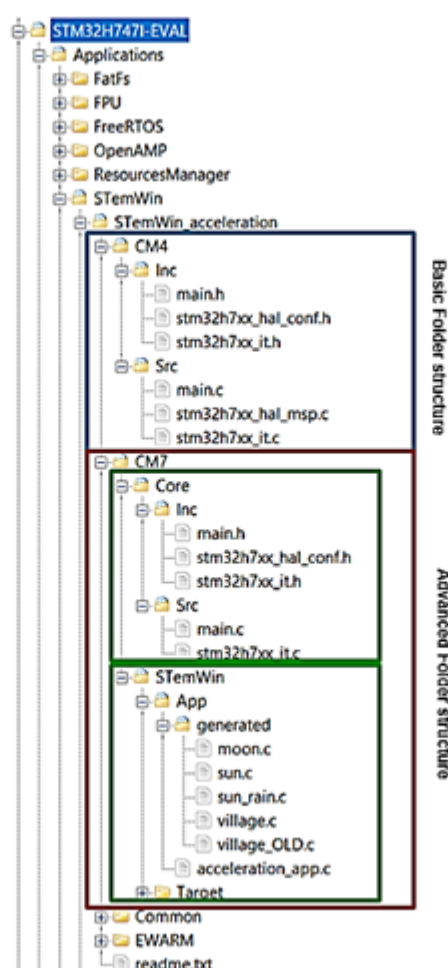 STM32H747I-EVAL
Applications
FatFs
FPU
FreeRTOS
OpenAMP
ResourcesManager
STemWin
STemWin_acceleration
CM4
Inc
main.h
stm32h7xx_hal_conf.h
stm32h7xx_it.h
Src
main.c
stm32h7xx_hal_msp.c
stm32h7xx_it.c
Basic Folder structure
CM7
Core
Inc
main.h
stm32h7xx_hal_conf.h
stm32h7xx_it.h
Src
main.c
stm32h7xx_it.c
STemWin
App
generated
moon.c
sun.c
sun_rain.c
village.c
village_OLD.c
acceleration_app.c
Target
Advanced Folder structure
Common
EWARM
readme.txt